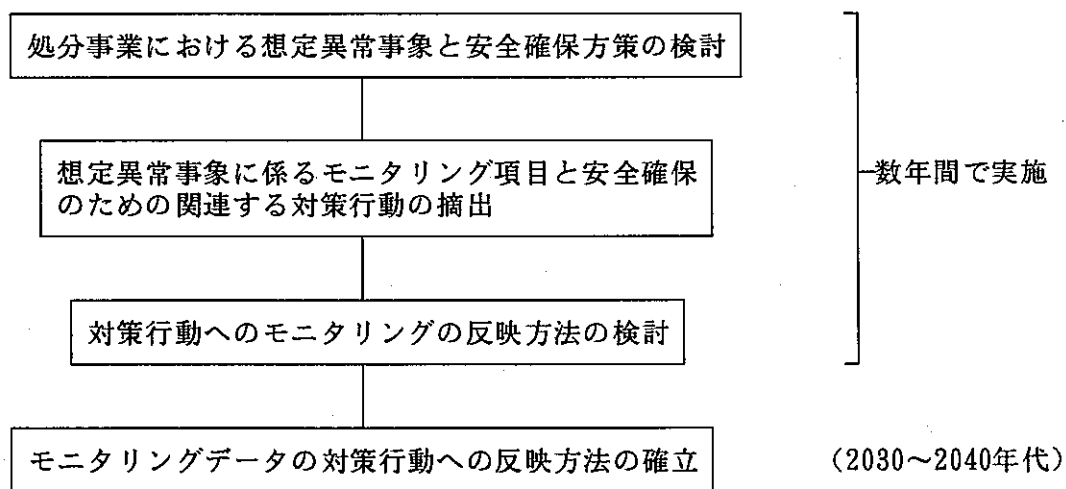 処分事業における想定異常事象と安全確保方策の検討
想定異常事象に係るモニタリング項目と安全確保
のための関連する対策行動の摘出
数年間で実施
対策行動へのモニタリングの反映方法の検討
モニタリングデータの対策行動への反映方法の確立
(2030～2040年代)